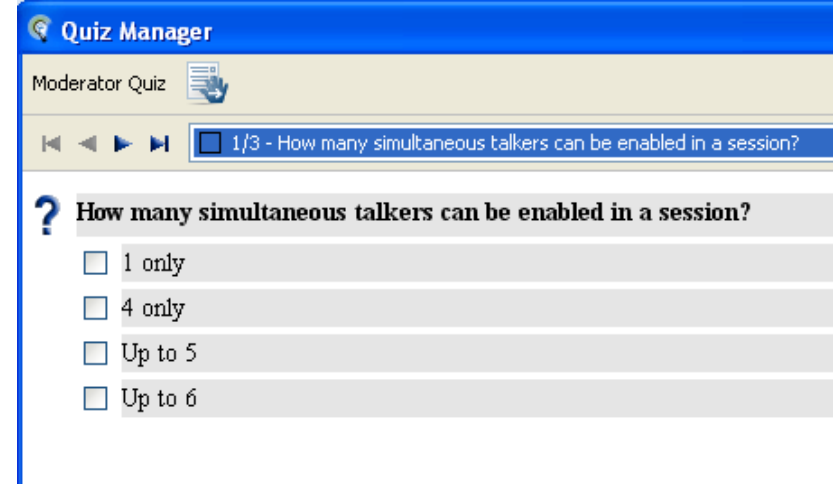 Quiz Manager
Moderator Quiz
1/3 - How many simultaneous talkers can be enabled in a session?
? How many simultaneous talkers can be enabled in a session?
1 only
4 only
Up to 5
Up to 6